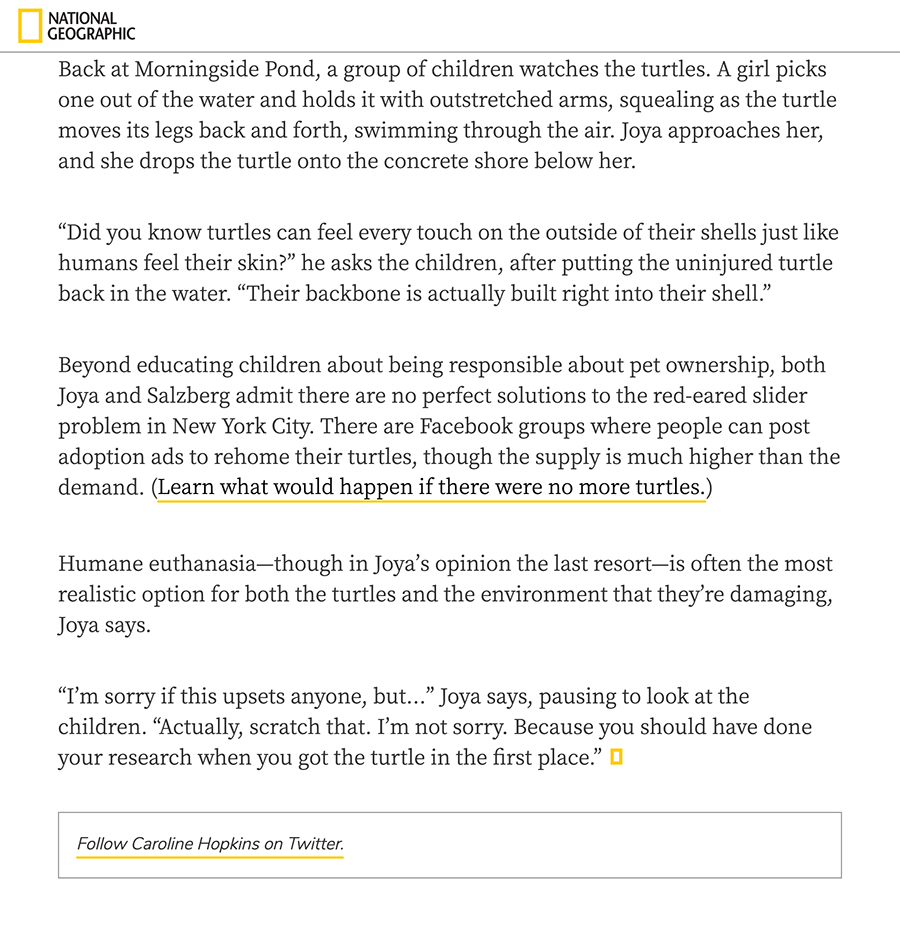 NATIONAL
GEOGRAPHIC
Back at Morningside Pond, a group of children watches the turtles. A girl picks
one out of the water and holds it with outstretched arms, squealing as the turtle
moves its legs back and forth, swimming through the air. Joya approaches her,
and she drops the turtle onto the concrete shore below her.
“Did you know turtles can feel every touch on the outside of their shells just like
humans feel their skin?” he asks the children, after putting the uninjured turtle
back in the water. “Their backbone is actually built right into their shell.”
Beyond educating children about being responsible about pet ownership, both
Joya and Salzberg admit there are no perfect solutions to the red-eared slider
problem in New York City. There are Facebook groups where people can post
adoption ads to rehome their turtles, though the supply is much higher than the
demand. (Learn what would happen if there were no more turtles.)
Humane euthanasia—though in Joya’s opinion the last resort—is often the most
realistic option for both the turtles and the environment that they’re damaging,
Joya says.
“I’m sorry if this upsets anyone, but…” Joya says, pausing to look at the
children. “Actually, scratch that. I’m not sorry. Because you should have done
your research when you got the turtle in the first place.”
Follow Caroline Hopkins on Twitter.